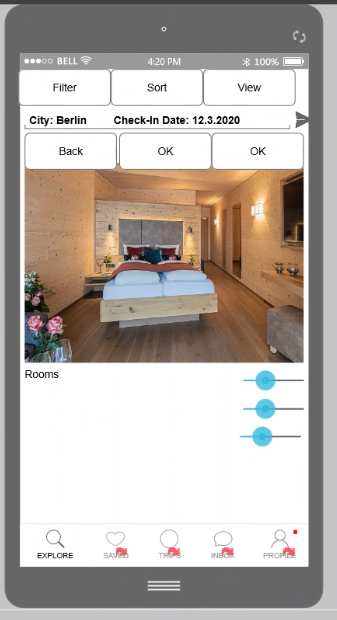 BELL 4:20 PM 100%
Filter Sort View
City: Berlin Check-In Date: 12.3.2020
Back OK OK
Rooms
EXPLORE SAVED TRIPS INBOX PROFILE